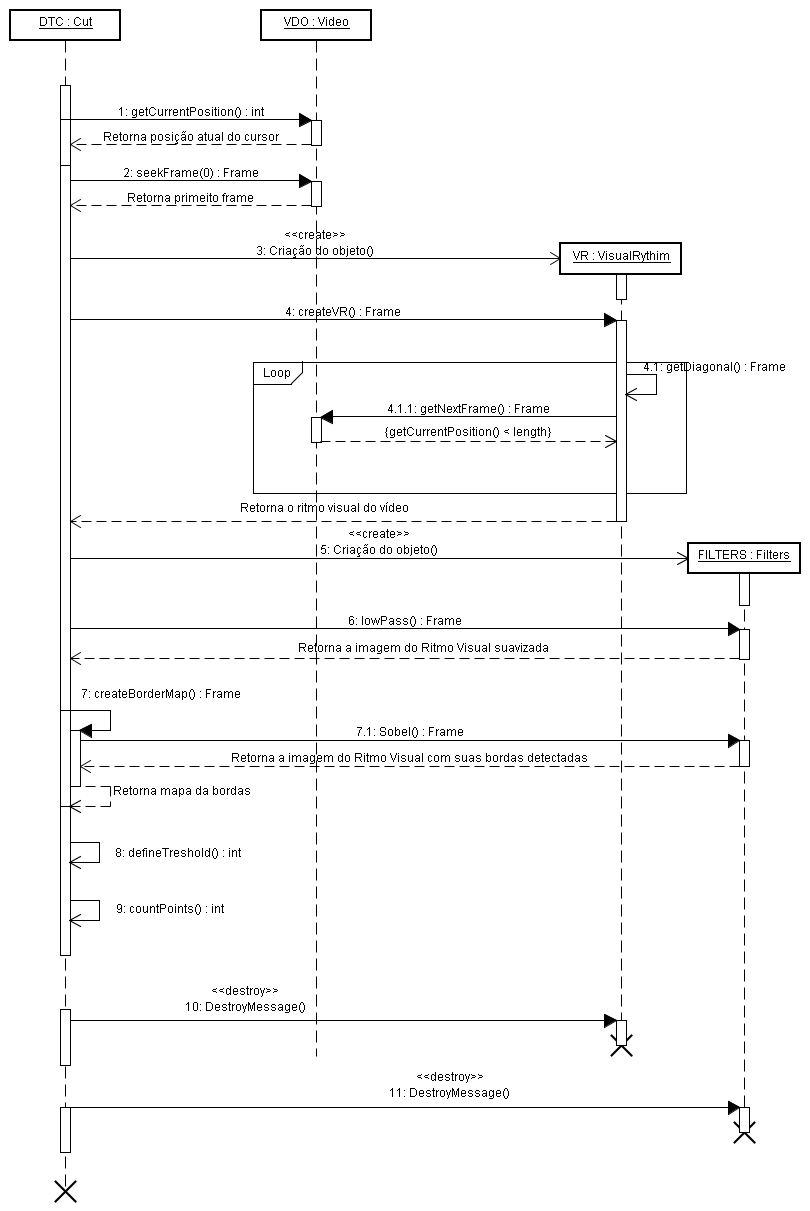 DTC : Cut
VDO : Video
1: getCurrentPosition() : int
Retorna posição atual do cursor
2: seekFrame(0) : Frame
Retorna primeito frame
<<create>>
3: Criação do objeto()
VR : VisualRythim
4: createVR() : Frame
Loop
4.1: getDiagonal() : Frame
4.1.1: getNextFrame() : Frame
{getCurrentPosition() < length}
Retorna o ritmo visual do vídeo
<<create>>
5: Criação do objeto()
FILTERS : Filters
6: lowPass() : Frame
Retorna a imagem do Ritmo Visual suavizada
7: createBorderMap() : Frame
7.1: Sobel() : Frame
Retorna a imagem do Ritmo Visual com suas bordas detectadas
Retorna mapa da bordas
8: defineTreshold() : int
9: countPoints() : int
<<destroy>>
10: DestroyMessage()
<<destroy>>
11: DestroyMessage()